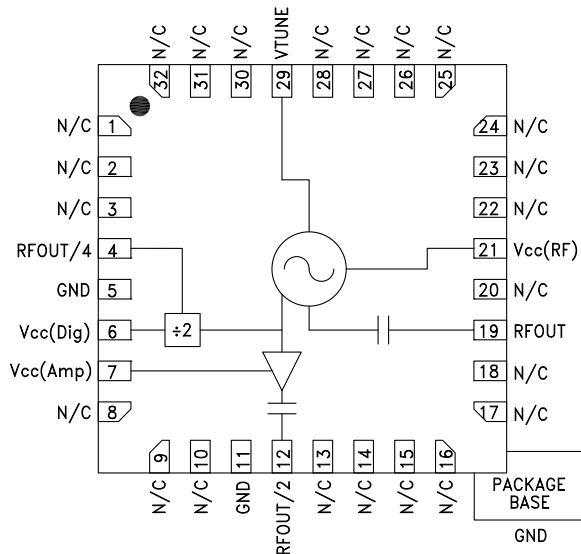 N/C N/C N/C VTUNE N/C N/C N/C N/C
32 31 30 29 28 27 26 25
N/C 1
N/C 2
N/C 3
RFOUT/4 4
GND 5
Vcc(Dig) 6
Vcc(Amp) 7
N/C 8
÷2
24 N/C
23 N/C
22 N/C
21 Vcc(RF)
20 N/C
19 RFOUT
18 N/C
17 N/C
9 10 11 12 13 14 15 16
N/C N/C GND RFOUT/2 N/C N/C N/C N/C
PACKAGE
BASE
GND